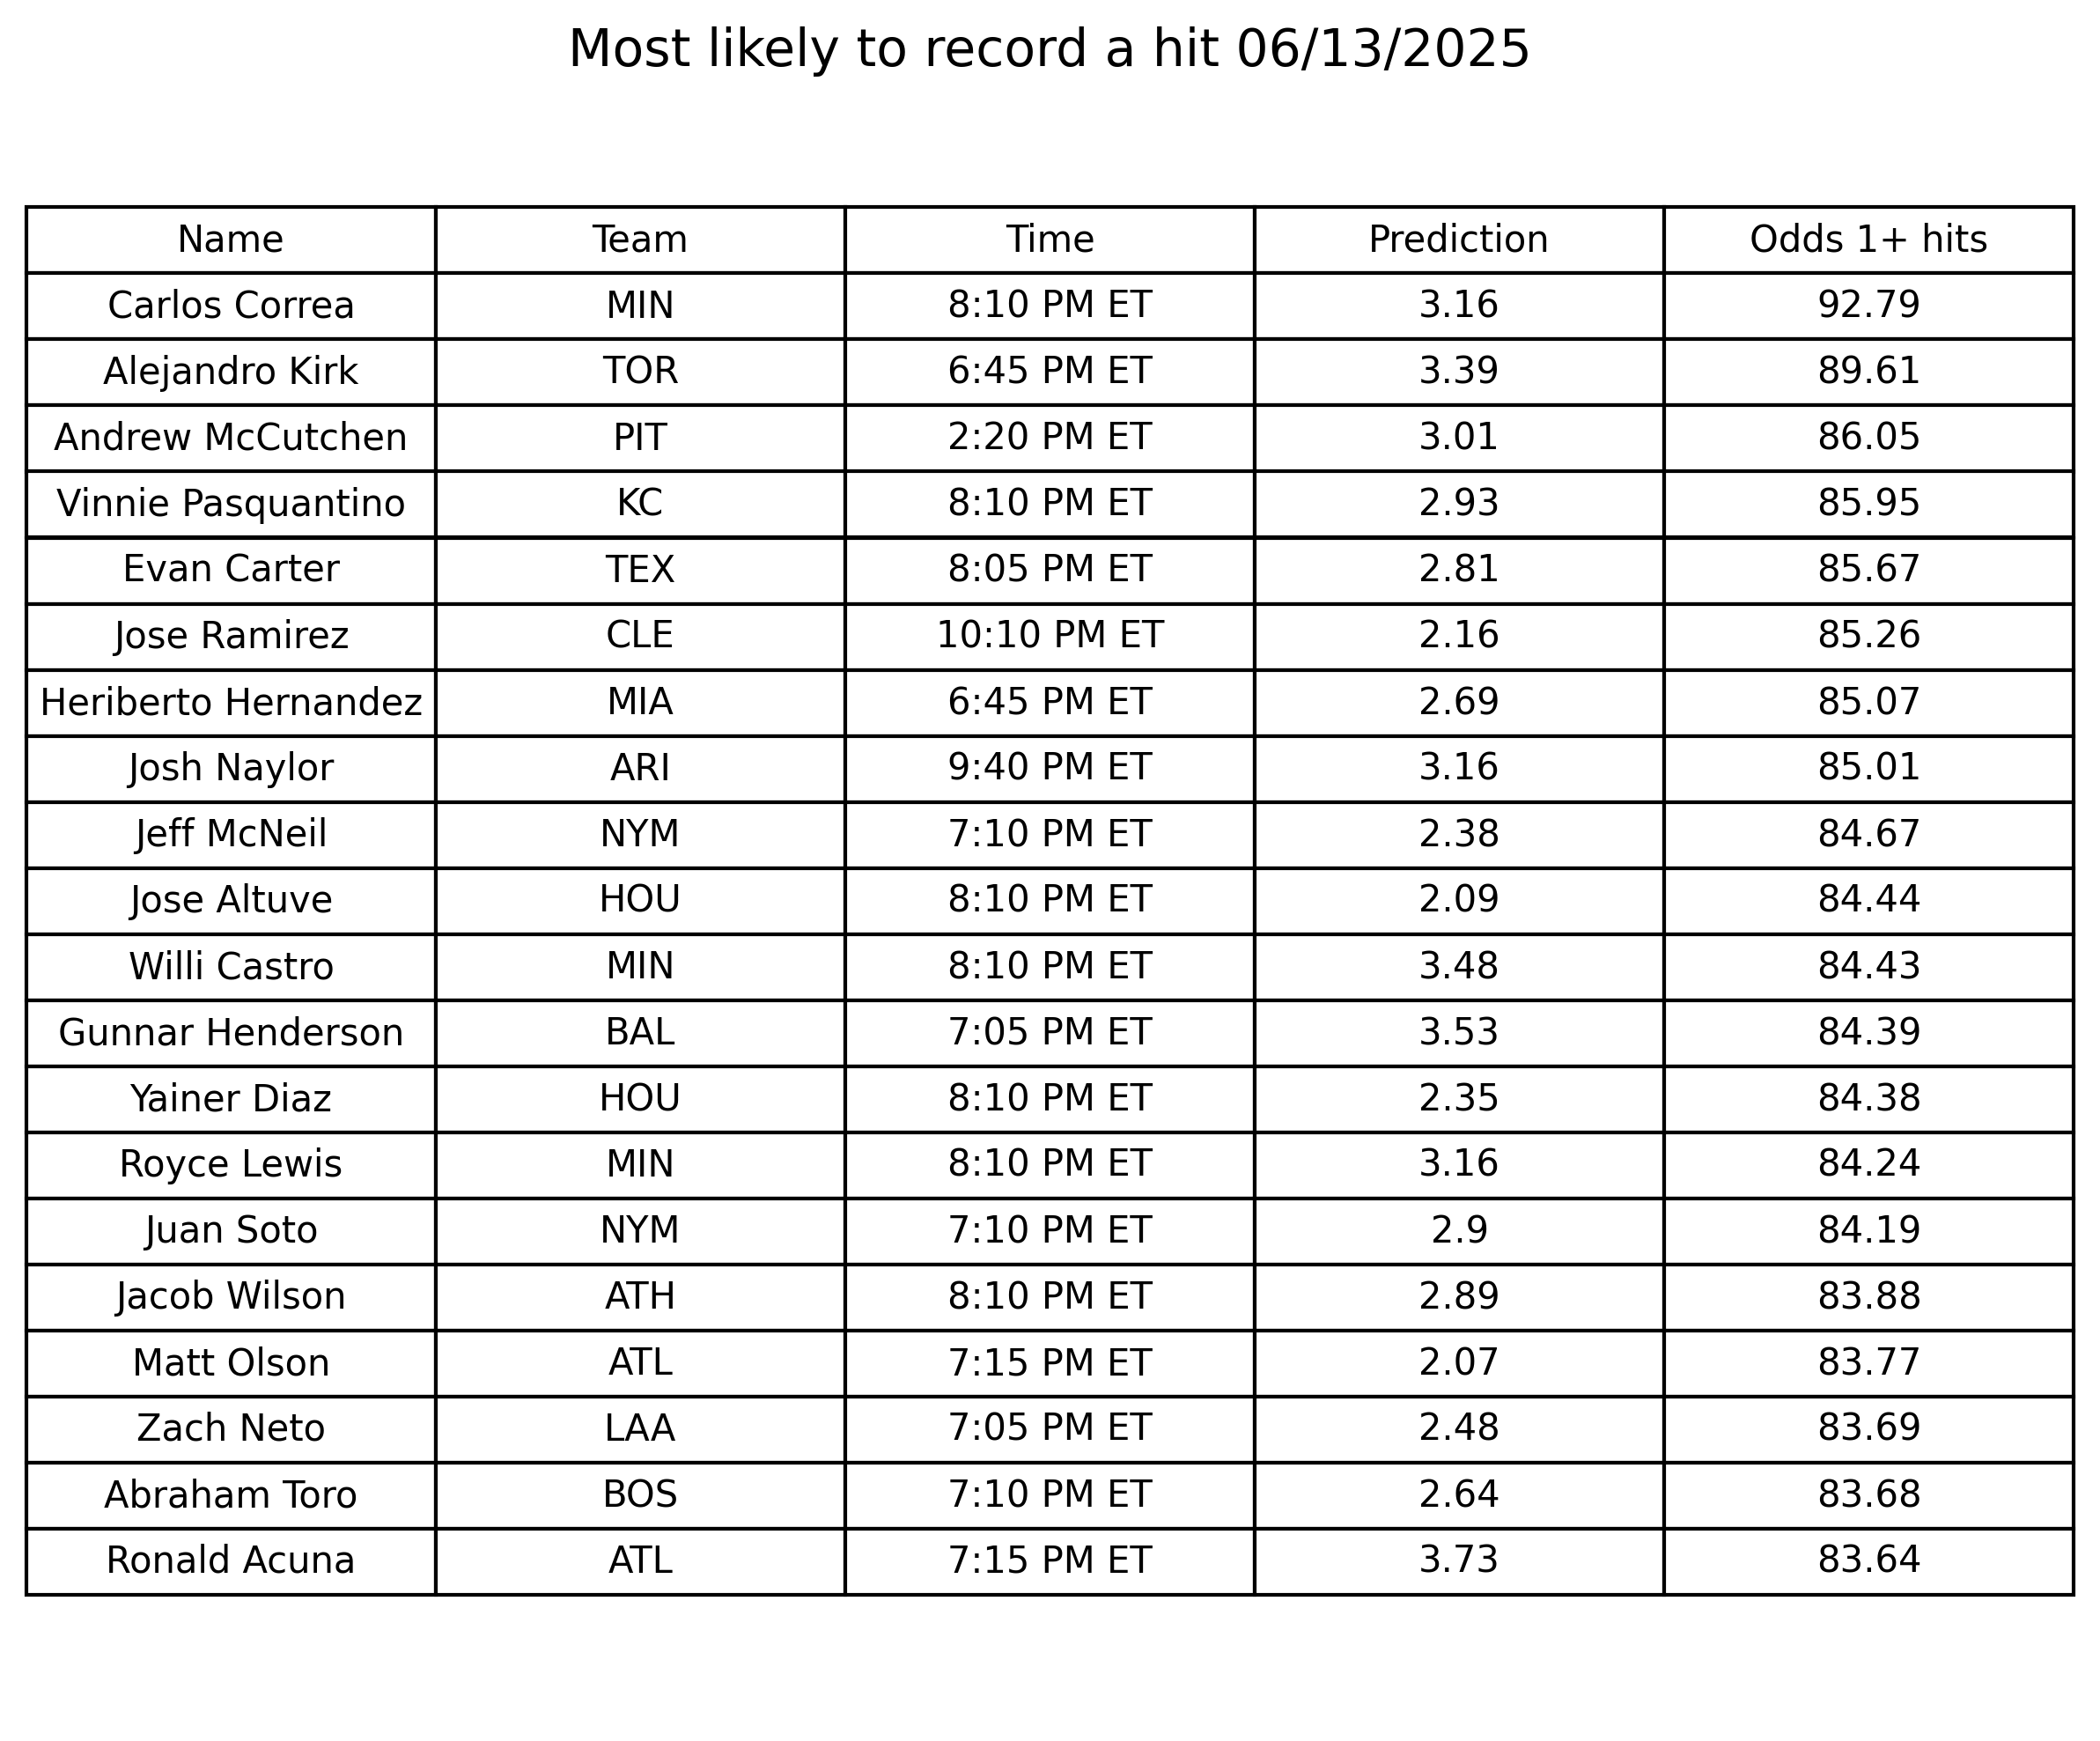 Most likely to record a hit 06/13/2025
Name Team Time Prediction Odds 1+ hits
Carlos Correa MIN 8:10 PM ET 3.16 92.79
Alejandro Kirk TOR 6:45 PM ET 3.39 89.61
Andrew McCutchen PIT 2:20 PM ET 3.01 86.05
Vinnie Pasquantino KC 8:10 PM ET 2.93 85.95
Evan Carter TEX 8:05 PM ET 2.81 85.67
Jose Ramirez CLE 10:10 PM ET 2.16 85.26
Heriberto Hernandez MIA 6:45 PM ET 2.69 85.07
Josh Naylor ARI 9:40 PM ET 3.16 85.01
Jeff McNeil NYM 7:10 PM ET 2.38 84.67
Jose Altuve HOU 8:10 PM ET 2.09 84.44
Willi Castro MIN 8:10 PM ET 3.48 84.43
Gunnar Henderson BAL 7:05 PM ET 3.53 84.39
Yainer Diaz HOU 8:10 PM ET 2.35 84.38
Royce Lewis MIN 8:10 PM ET 3.16 84.24
Juan Soto NYM 7:10 PM ET 2.9 84.19
Jacob Wilson ATH 8:10 PM ET 2.89 83.88
Matt Olson ATL 7:15 PM ET 2.07 83.77
Zach Neto LAA 7:05 PM ET 2.48 83.69
Abraham Toro BOS 7:10 PM ET 2.64 83.68
Ronald Acuna ATL 7:15 PM ET 3.73 83.64